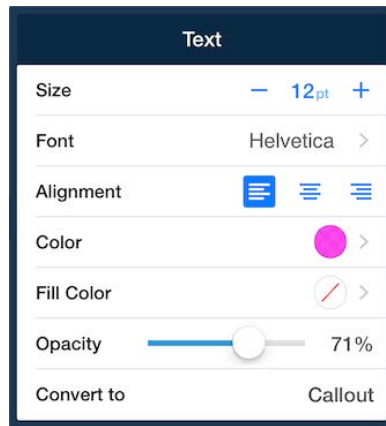 Text
Size 12pt
Font Helvetica
Alignment
Color
Fill Color
Opacity 71%
Convert to Callout